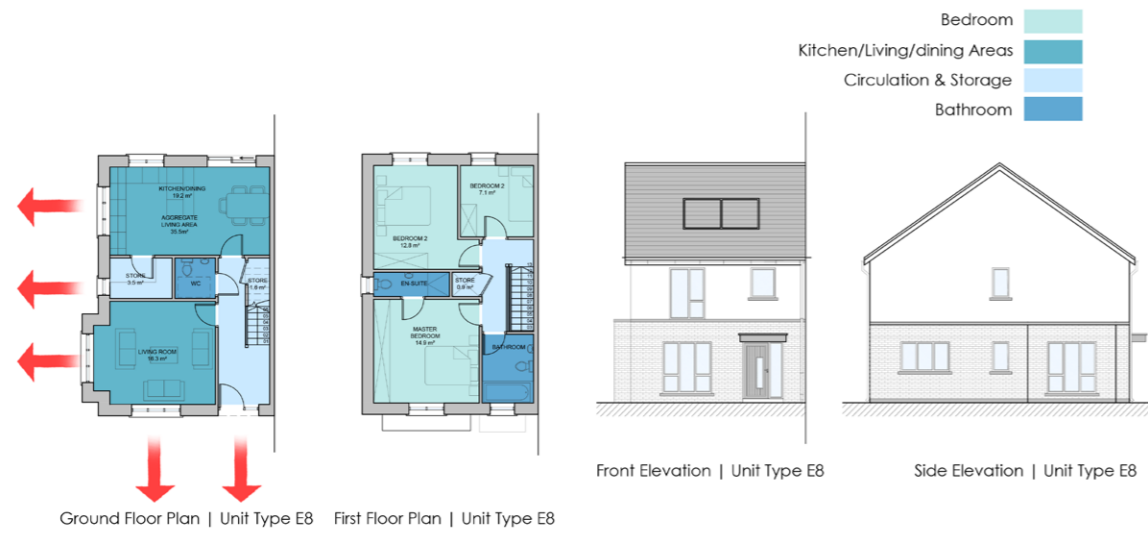 Bedroom
Kitchen/Living/dining Areas
Circulation & Storage
Bathroom
KITCHEN/DINING
19.2 m²
AGGREGATE
LIVING AREA
35.5m²
STORE
3.5 m²
WC
STORE
1.8 m²
LIVING ROOM
16.3 m²
BEDROOM 2
7.1 m²
BEDROOM 2
12.8 m²
EN-SUITE
STORE
0.8 m²
MASTER
BEDROOM
14.9 m²
BATHROOM
Ground Floor Plan | Unit Type E8
First Floor Plan | Unit Type E8
Front Elevation | Unit Type E8
Side Elevation | Unit Type E8